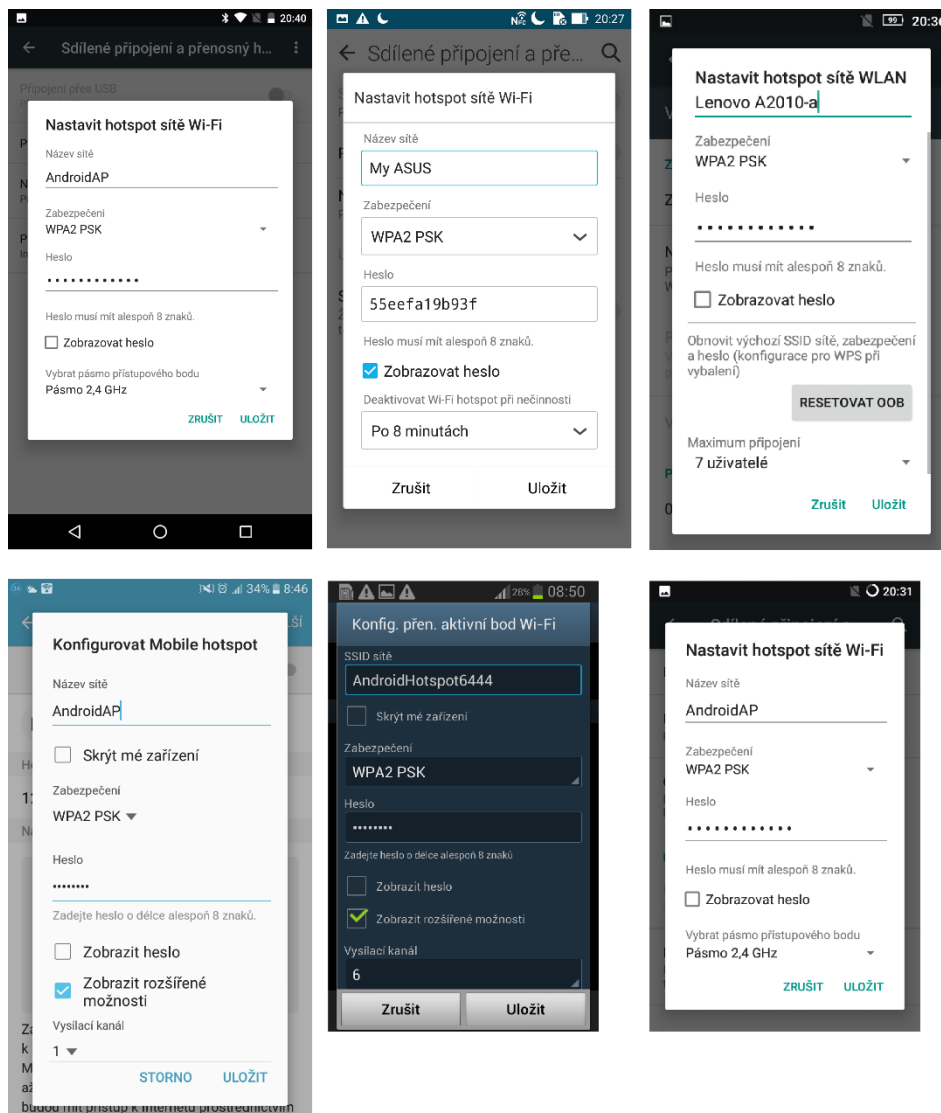 20:40
Sdílené připojení a přenosný h...
Připojení přes USB
Nastavit hotspot sítě Wi-Fi
Název sítě
AndroidAP
Zabezpečení
WPA2 PSK
Heslo
Heslo musí mít alespoň 8 znaků.
Zobrazovat heslo
Vybrat pásmo přístupového bodu
Pásmo 2,4 GHz
ZRUŠIT ULOŽIT
20:27
Sdílené připojení a pře...
Nastavit hotspot sítě Wi-Fi
Název sítě
My ASUS
Zabezpečení
WPA2 PSK
Heslo
55eefa19b93f
Heslo musí mít alespoň 8 znaků.
Zobrazovat heslo
Deaktivovat Wi-Fi hotspot při nečinnosti
Po 8 minutách
Zrušit Uložit
99 20:36
Nastavit hotspot sítě WLAN
Lenovo A2010-a
Zabezpečení
WPA2 PSK
Heslo
Heslo musí mít alespoň 8 znaků.
Zobrazovat heslo
Obnovit výchozí SSID sítě, zabezpečení
a heslo (konfigurace pro WPS při
vybalení)
RESETOVAT OOB
Maximum připojení
7 uživatelé
Zrušit Uložit
34% 8:46
Konfigurovat Mobile hotspot
Název sítě
AndroidAP
Skrýt mé zařízení
Zabezpečení
WPA2 PSK
Heslo
Zadejte heslo o délce alespoň 8 znaků.
Zobrazit heslo
Zobrazit rozšířené
možnosti
Vysílací kanál
1
STORNO ULOŽIT
budou mít přístup k internetu prostřednictvím
28% 08:50
Konfig. přen. aktivní bod Wi-Fi
SSID sítě
AndroidHotspot6444
Skrýt mé zařízení
Zabezpečení
WPA2 PSK
Heslo
Zadejte heslo o délce alespoň 8 znaků
Zobrazit heslo
Zobrazit rozšířené možnosti
Vysílací kanál
6
Zrušit Uložit
20:31
Nastavit hotspot sítě Wi-Fi
Název sítě
AndroidAP
Zabezpečení
WPA2 PSK
Heslo
Heslo musí mít alespoň 8 znaků.
Zobrazovat heslo
Vybrat pásmo přístupového bodu
Pásmo 2,4 GHz
ZRUŠIT ULOŽIT